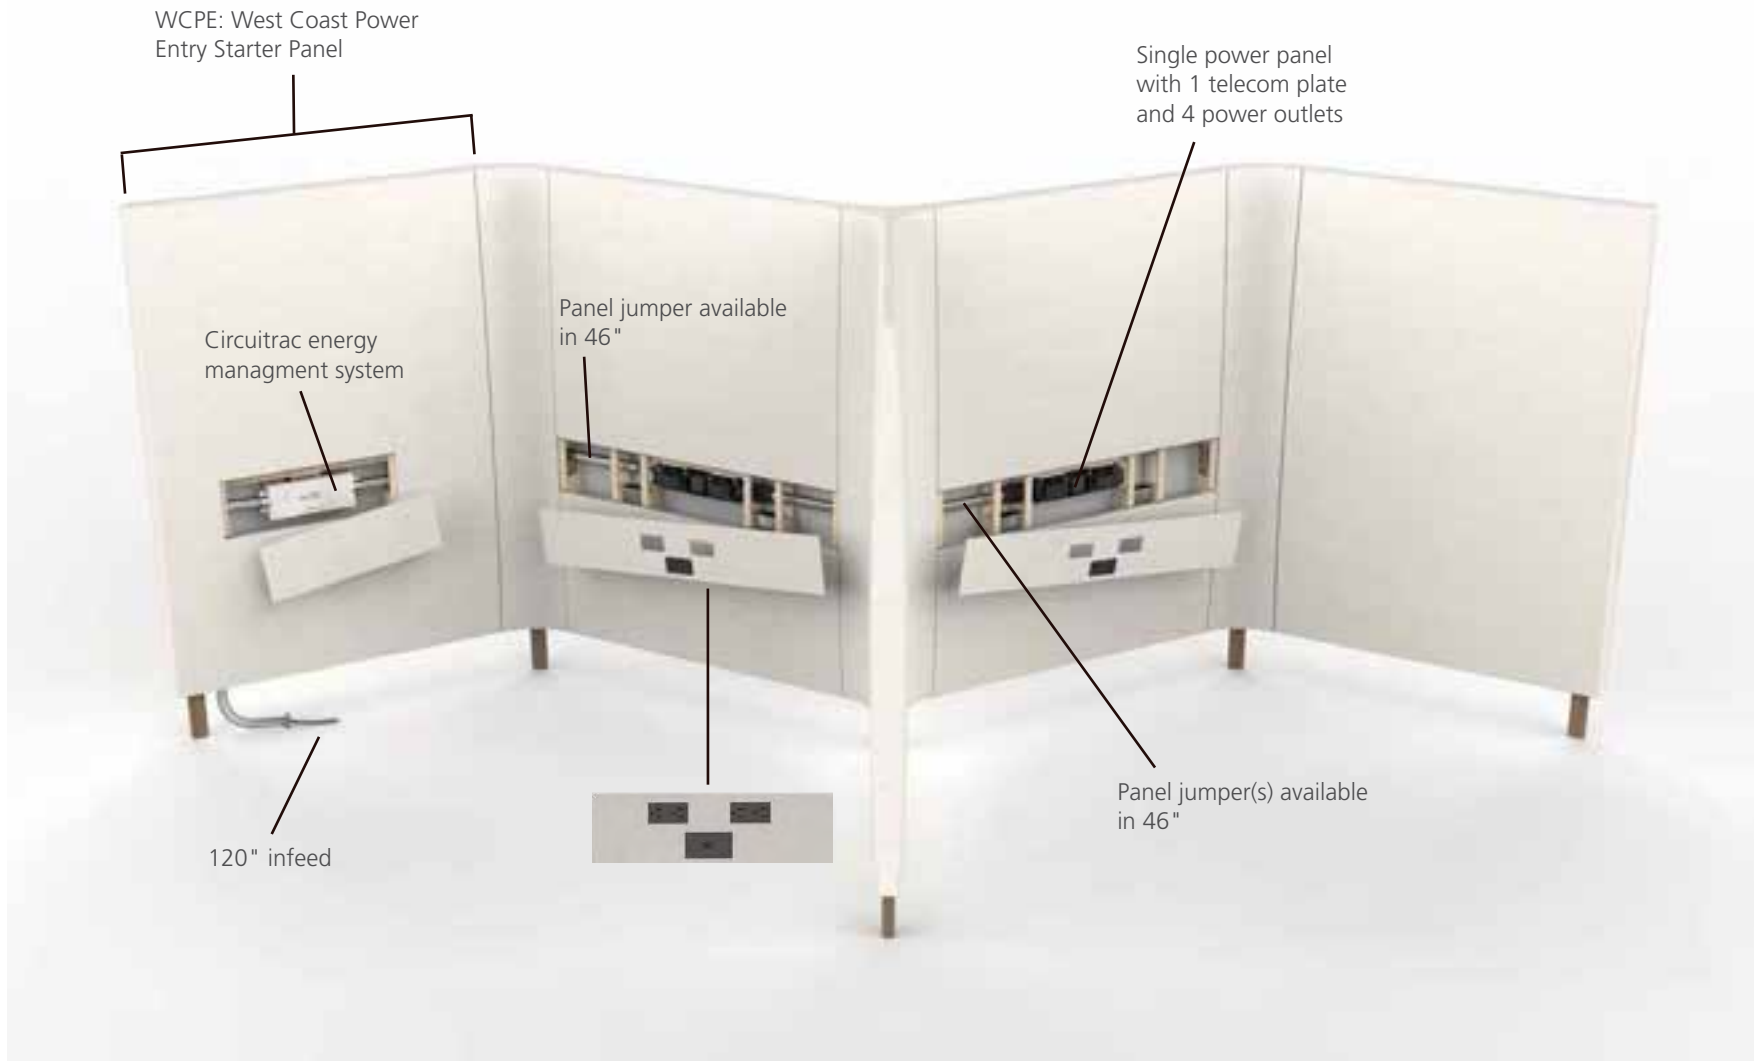 WCPE: West Coast Power
Entry Starter Panel
Single power panel
with 1 telecom plate
and 4 power outlets
Panel jumper available
in 46"
Circuitrac energy
managment system
Panel jumper(s) available
in 46"
120" infeed